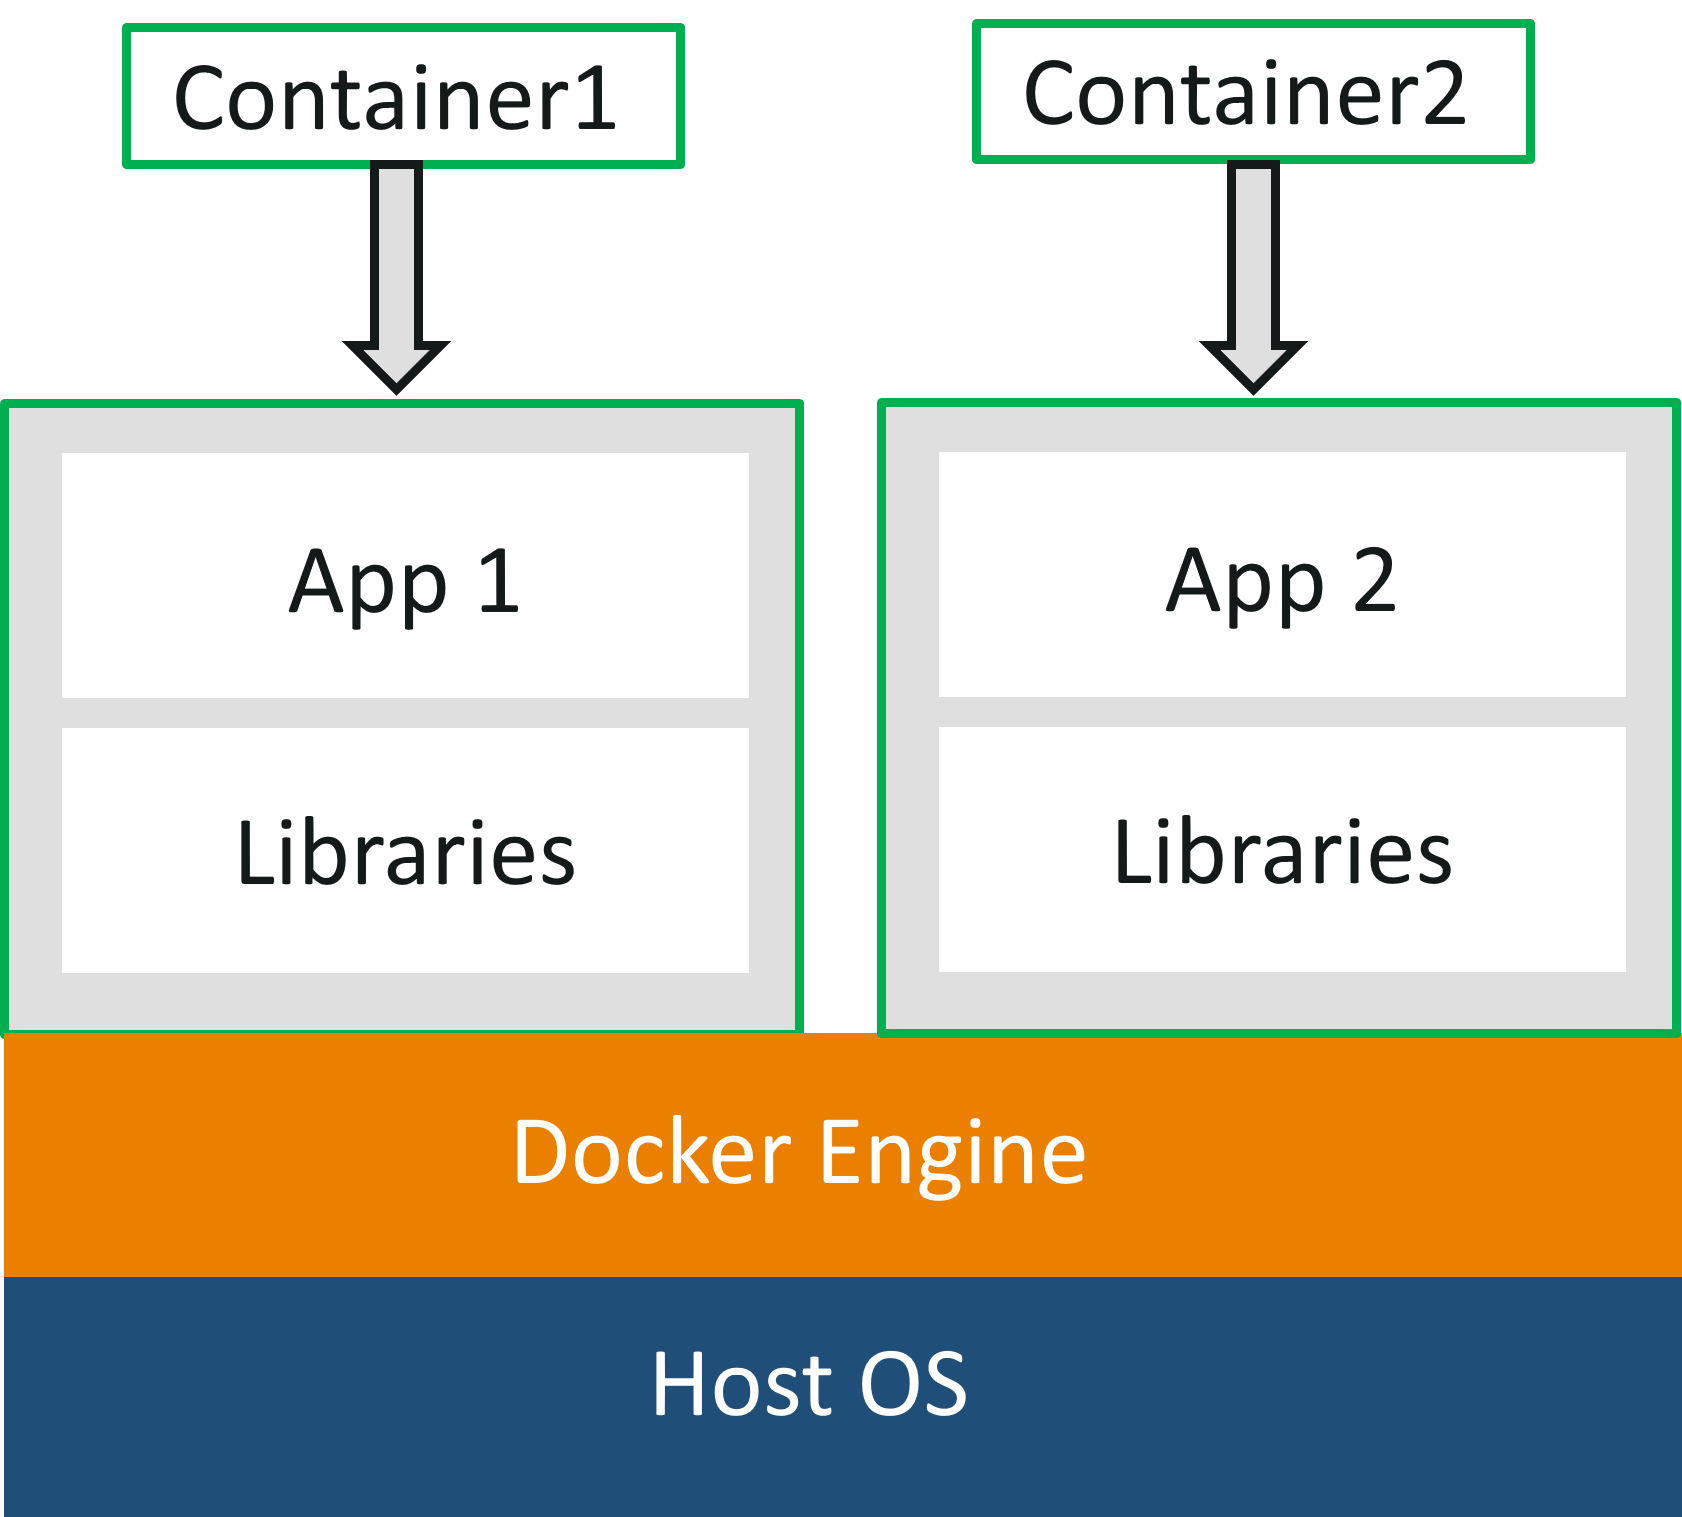 Container1
Container2
App 1
Libraries
App 2
Libraries
Docker Engine
Host OS